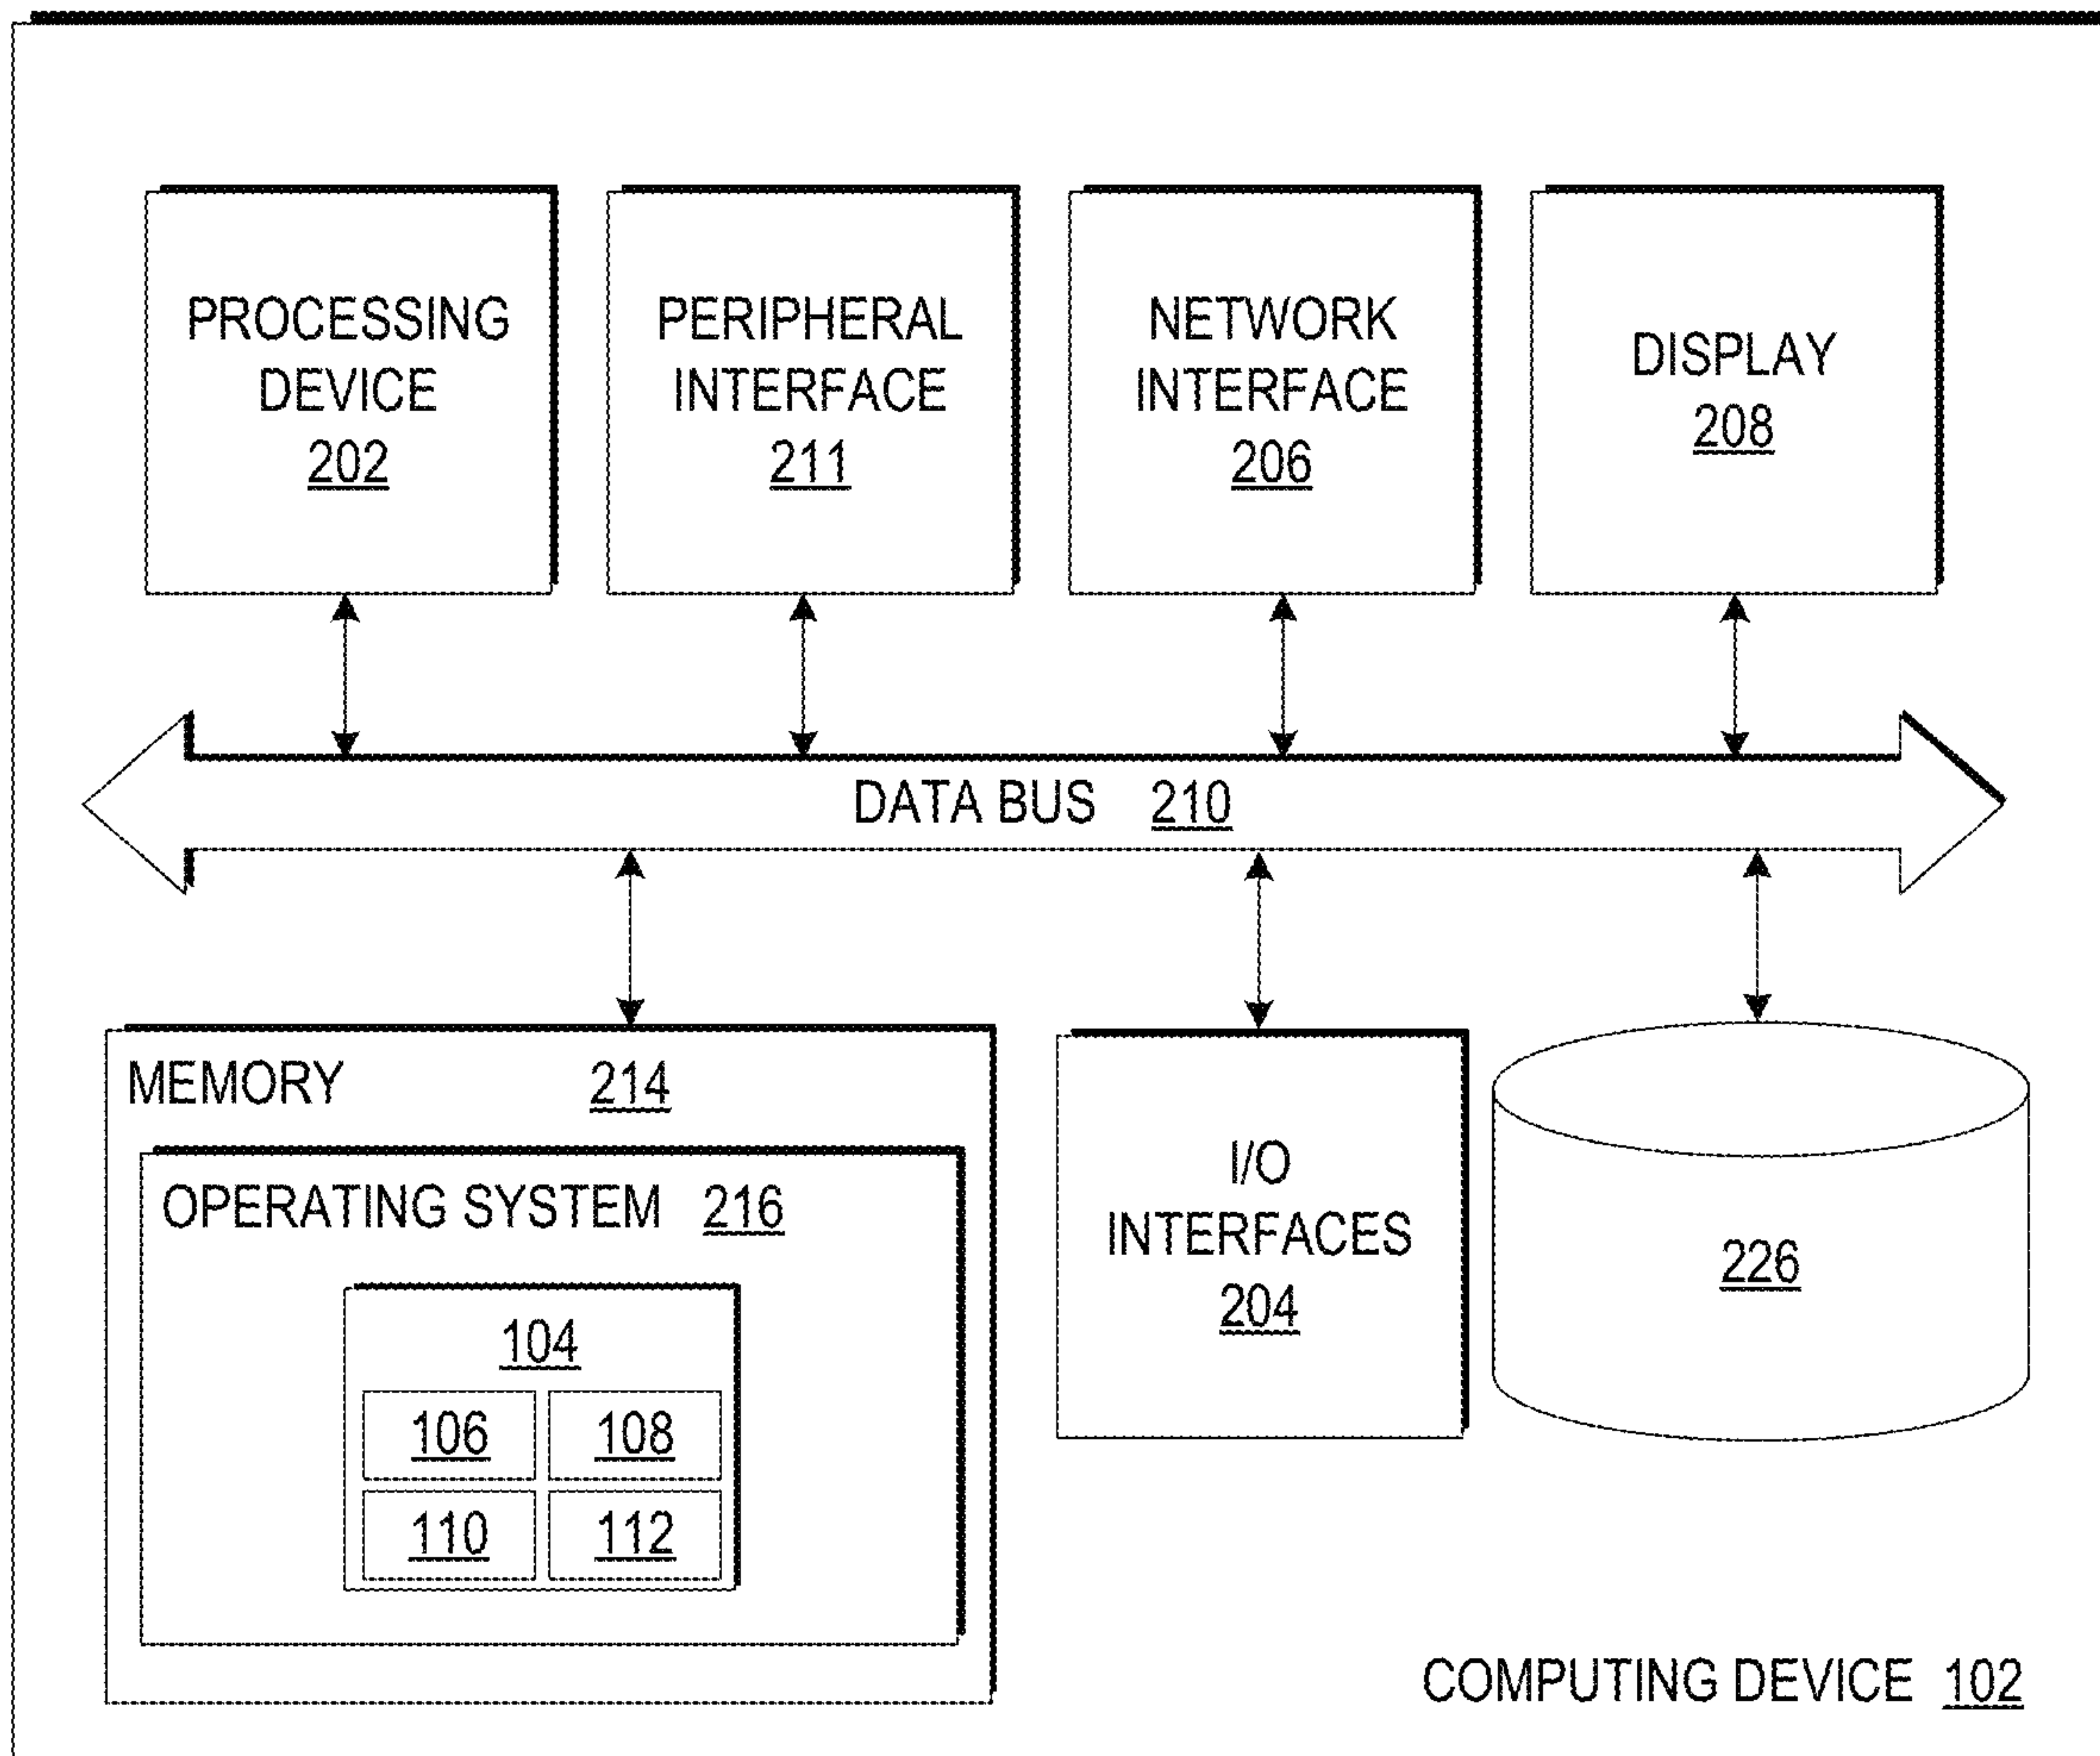 PROCESSING
DEVICE
202
PERIPHERAL
INTERFACE
211
NETWORK
INTERFACE
206
DISPLAY
208
DATA BUS 210
MEMORY 214
OPERATING SYSTEM 216
104
106 108
110 112
I/O
INTERFACES
204
226
COMPUTING DEVICE 102